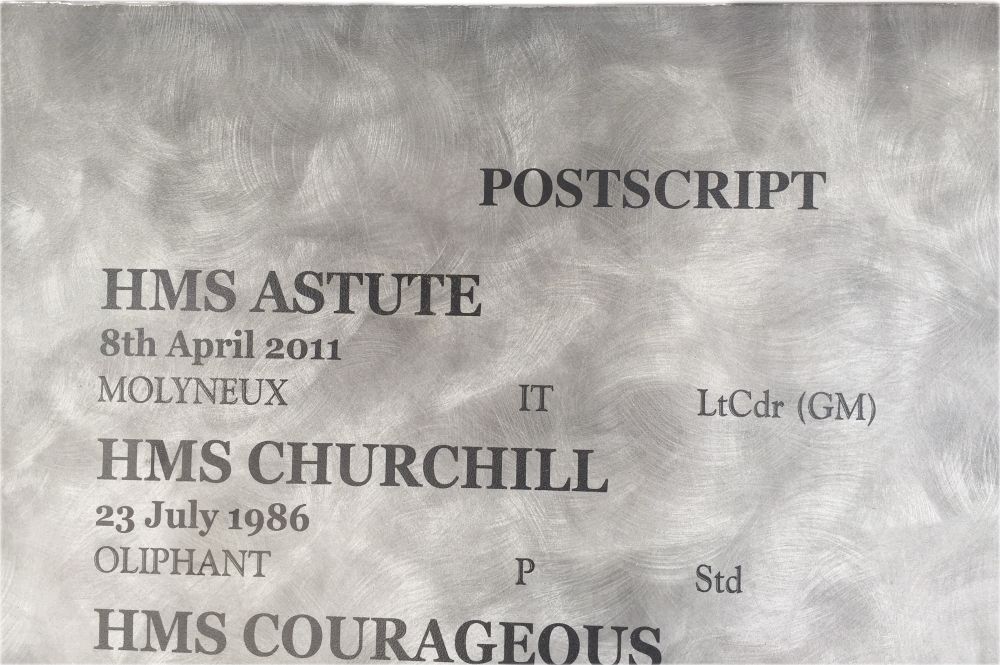 POSTSCRIPT
HMS ASTUTE
8th April 2011
MOLYNEUX IT LtCdr (GM)
HMS CHURCHILL
23 July 1986
OLIPHANT P Std
HMS COURAGEOUS